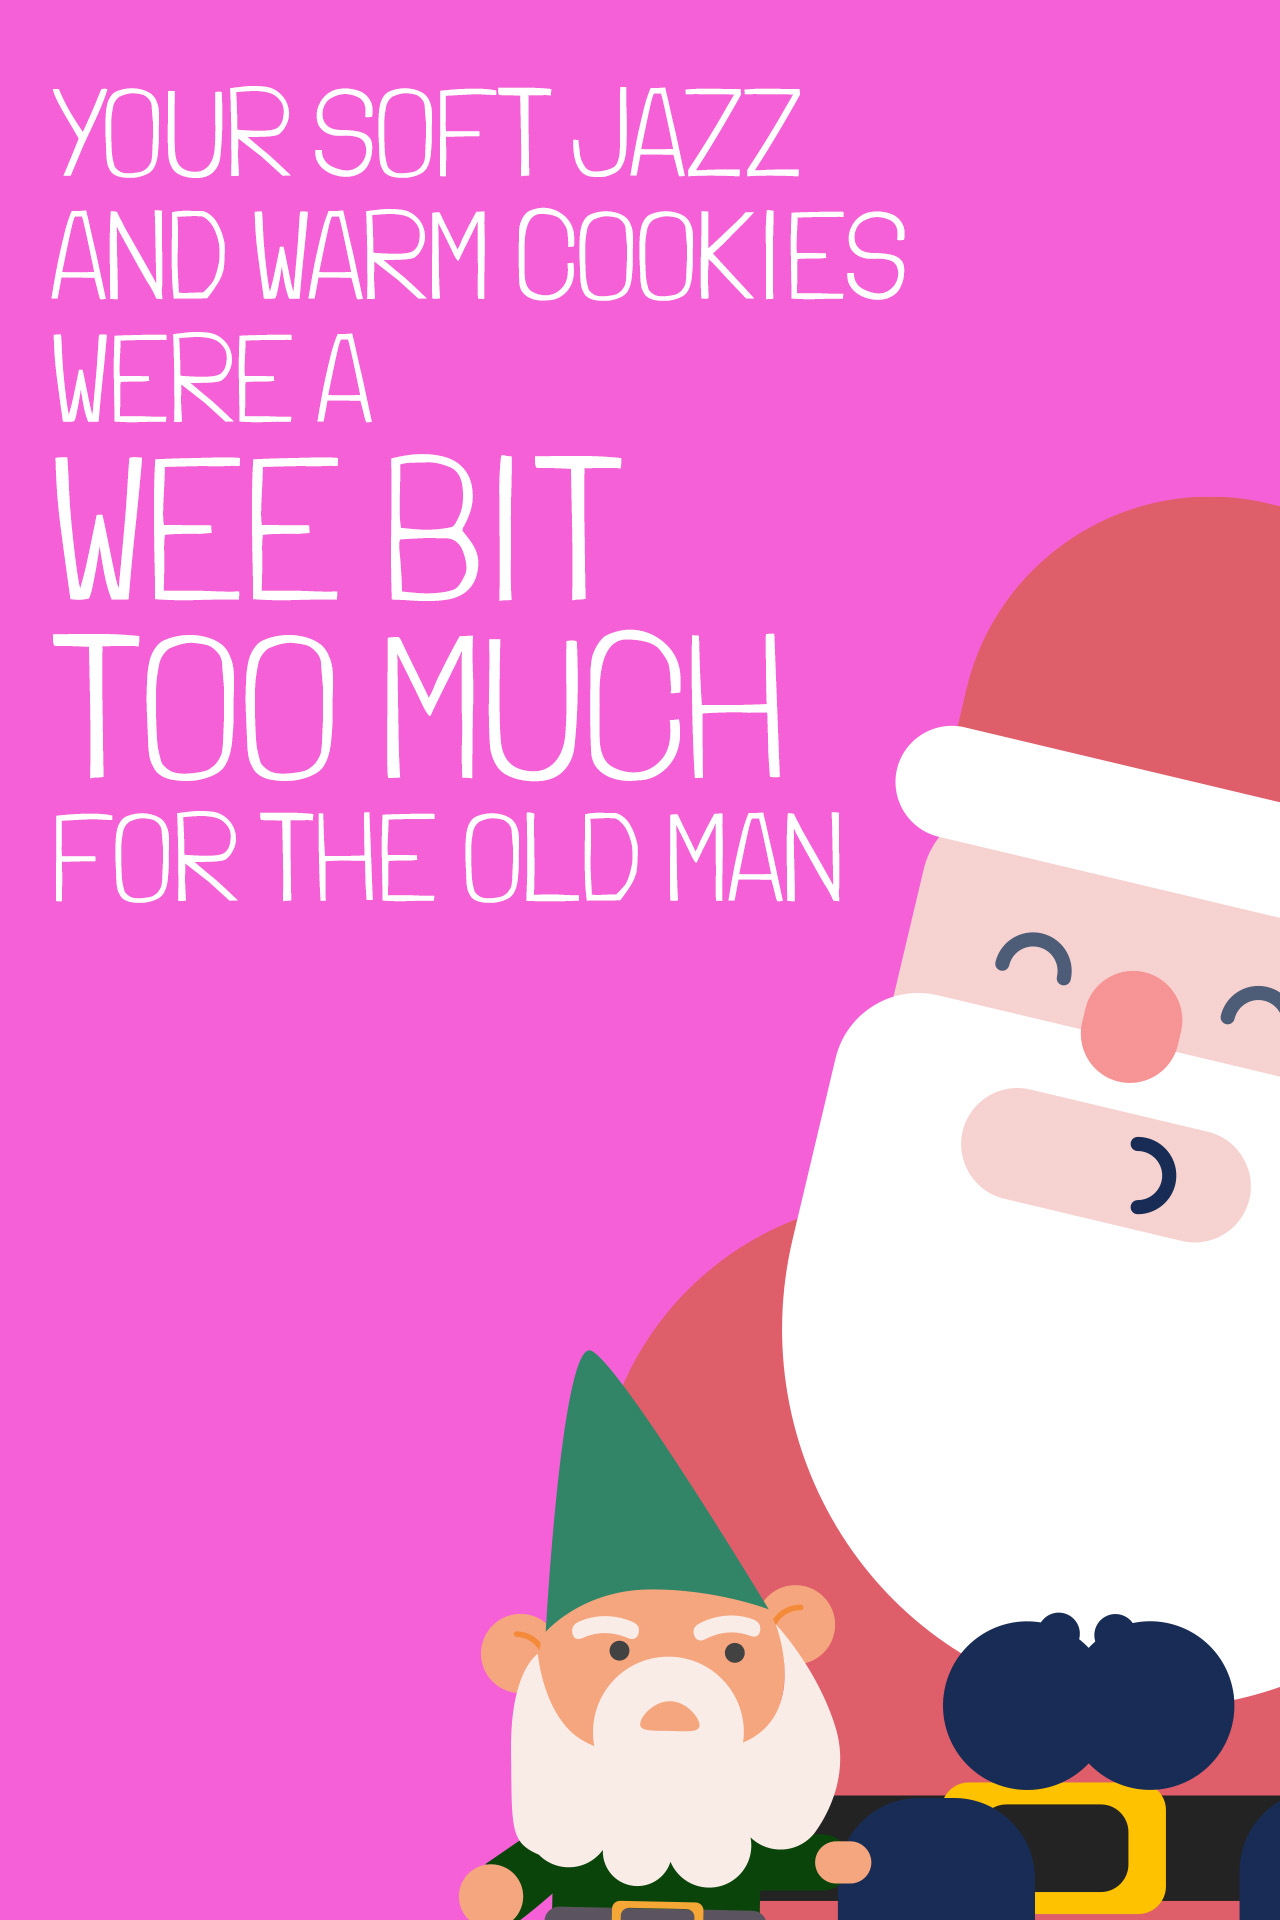 YOUR SOFT JAZZ
AND WARM COOKIES
WERE A
WEE BIT
TOO MUCH
FOR THE OLD MAN